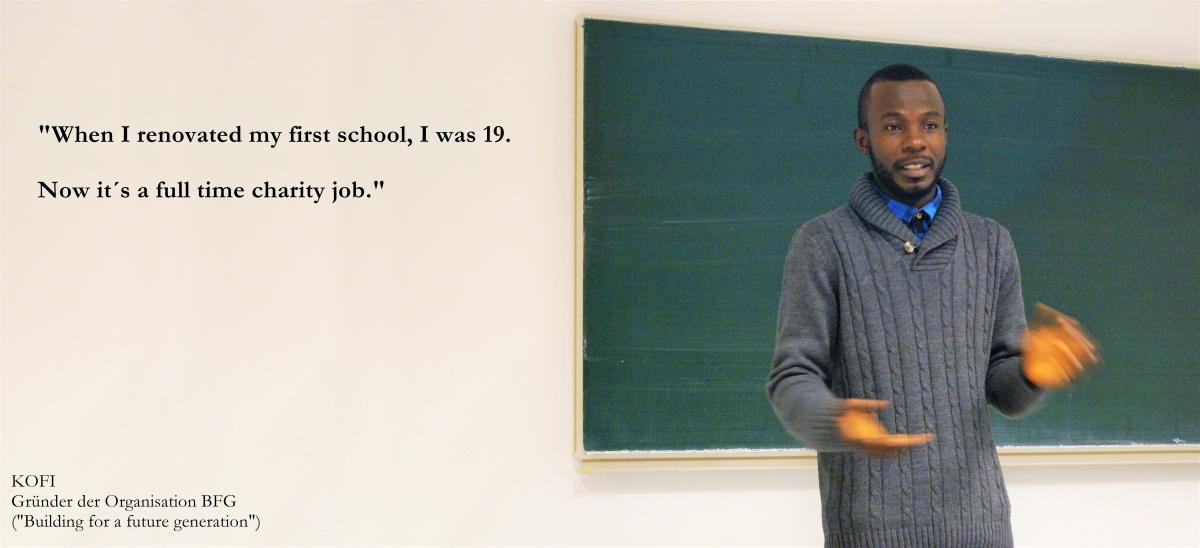 "When I renovated my first school, I was 19.
Now it´s a full time charity job."
KOFI
Gründer der Organisation BFG
("Building for a future generation")